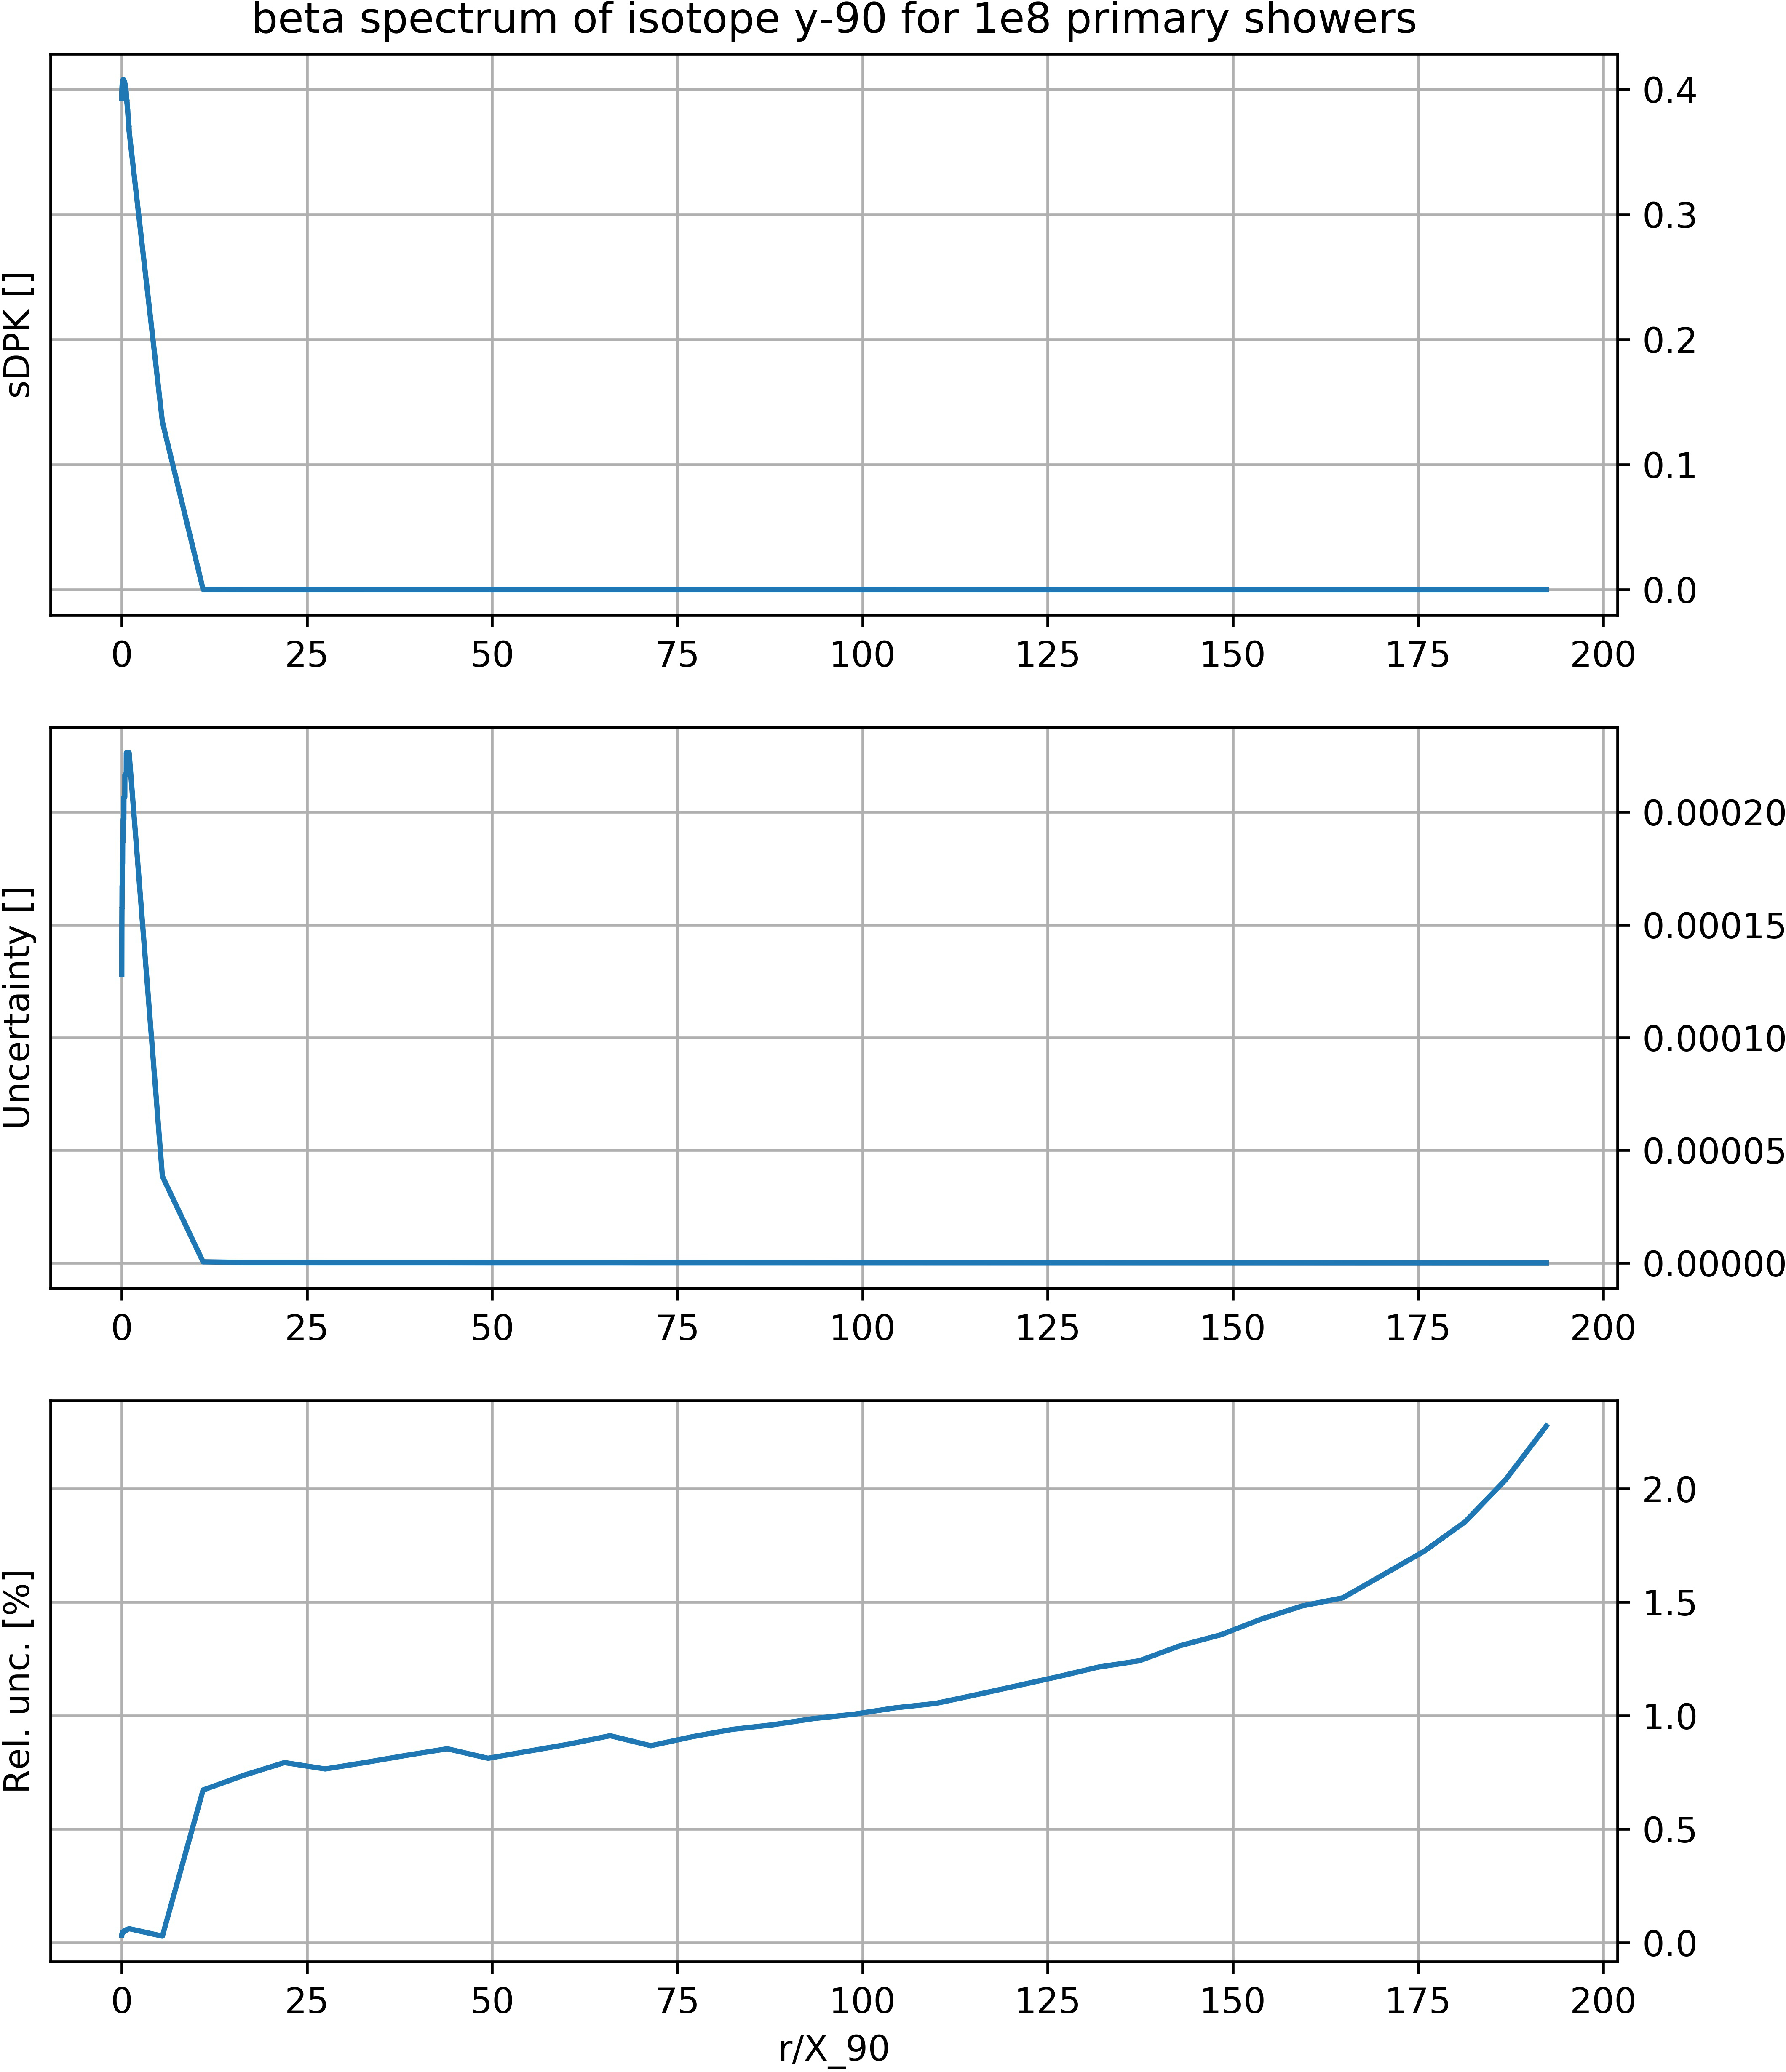 beta spectrum of isotope y-90 for 1e8 primary showers
sDPK []
0.4
0.3
0.2
0.1
0.0
0 25 50 75 100 125 150 175 200
Uncertainty []
0.00020
0.00015
0.00010
0.00005
0.00000
0 25 50 75 100 125 150 175 200
Rel. unc. [%]
2.0
1.5
1.0
0.5
0.0
0 25 50 75 100 125 150 175 200
r/X_90